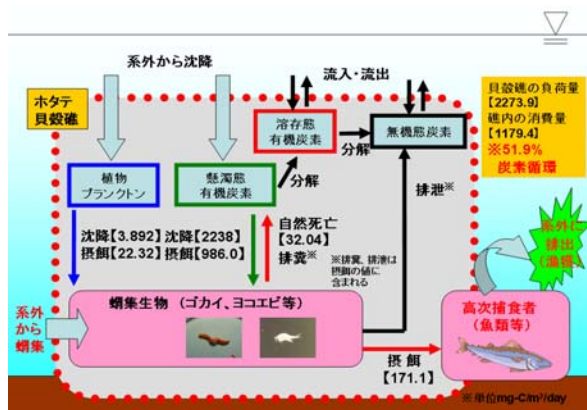 系外から沈降
流入・流出
貝殻礁の負荷量
【2273.9】
礁内の消費量
【1179.4】
※51.9%
炭素循環
ホタテ
貝殻礁
溶存態
有機炭素
分解
無機態炭素
植物
プランクトン
懸濁態
有機炭素
分解
排泄※
沈降【3.892】
摂餌【22.32】
沈降【2238】
摂餌【986.0】
自然死亡
【32.04】
排糞※
※排糞、排泄は
摂餌の値に
含まれる
系外に
排出
(漁獲)
系外
から
蝟集
蝟集生物 (ゴカイ、ヨコエビ等)
高次捕食者
(魚類等)
摂餌
【171.1】
※単位mg-C/m²/day